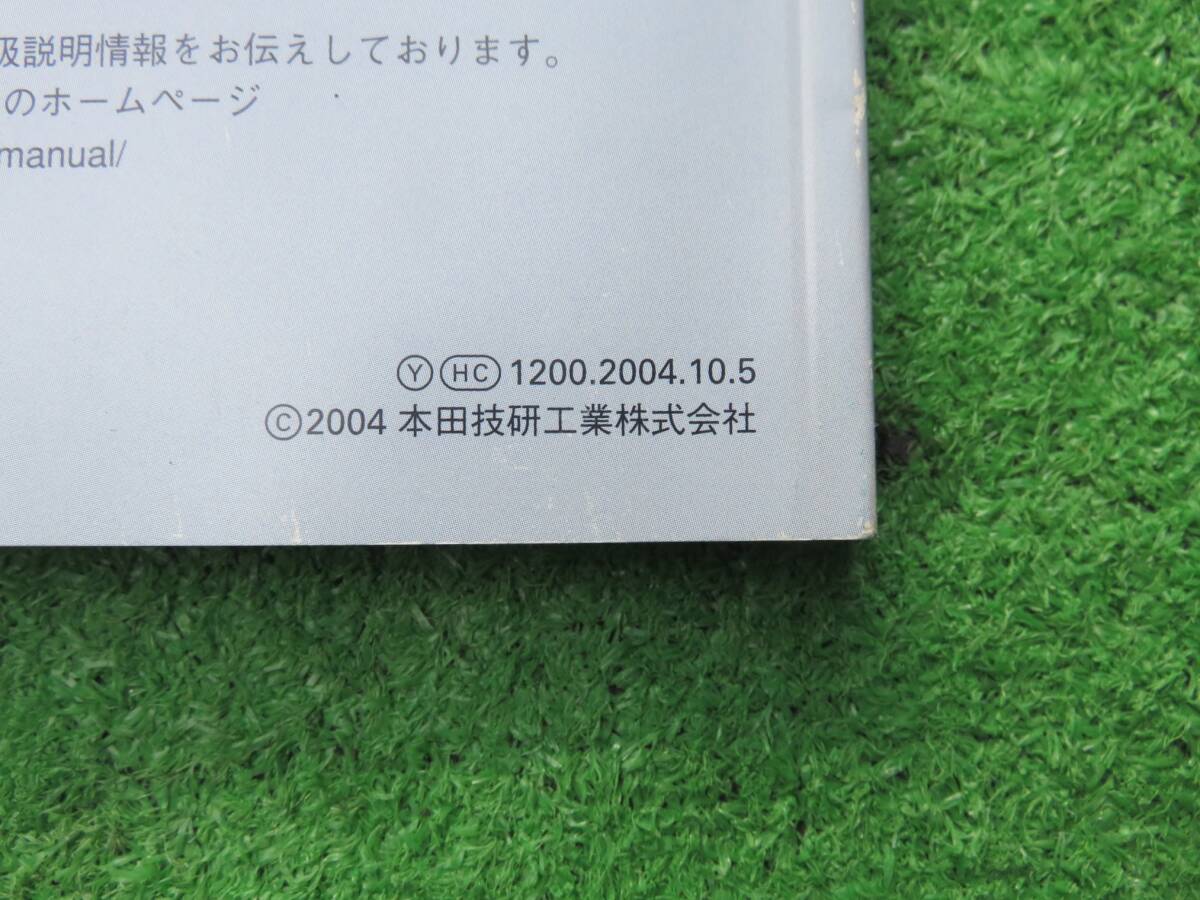 扱説明情報をお伝えしております。
のホームページ
manual/
Ⓨ HC 1200.2004.10.5
©2004 本田技研工業株式会社